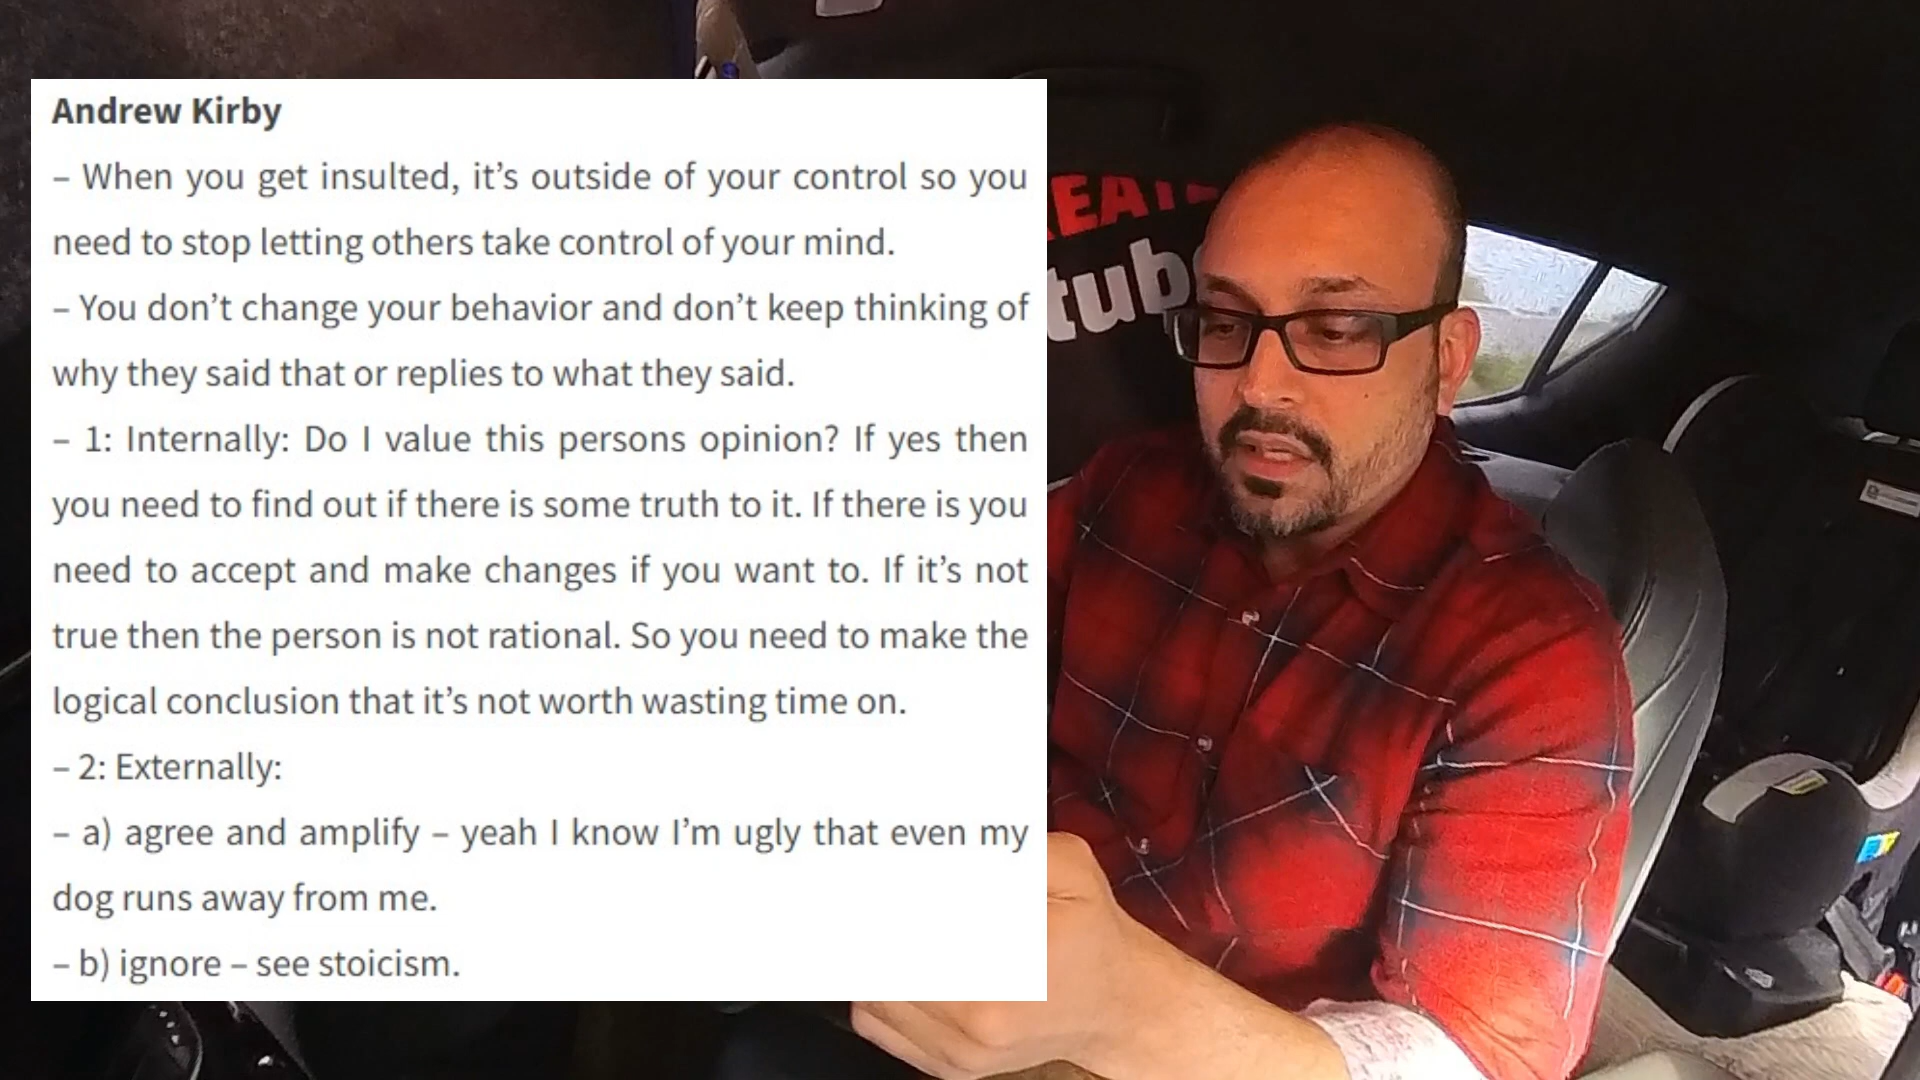 Andrew Kirby
– When you get insulted, it’s outside of your control so you
need to stop letting others take control of your mind.
– You don’t change your behavior and don’t keep thinking of
why they said that or replies to what they said.
– 1: Internally: Do I value this persons opinion? If yes then
you need to find out if there is some truth to it. If there is you
need to accept and make changes if you want to. If it’s not
true then the person is not rational. So you need to make the
logical conclusion that it’s not worth wasting time on.
– 2: Externally:
– a) agree and amplify – yeah I know I’m ugly that even my
dog runs away from me.
– b) ignore – see stoicism.